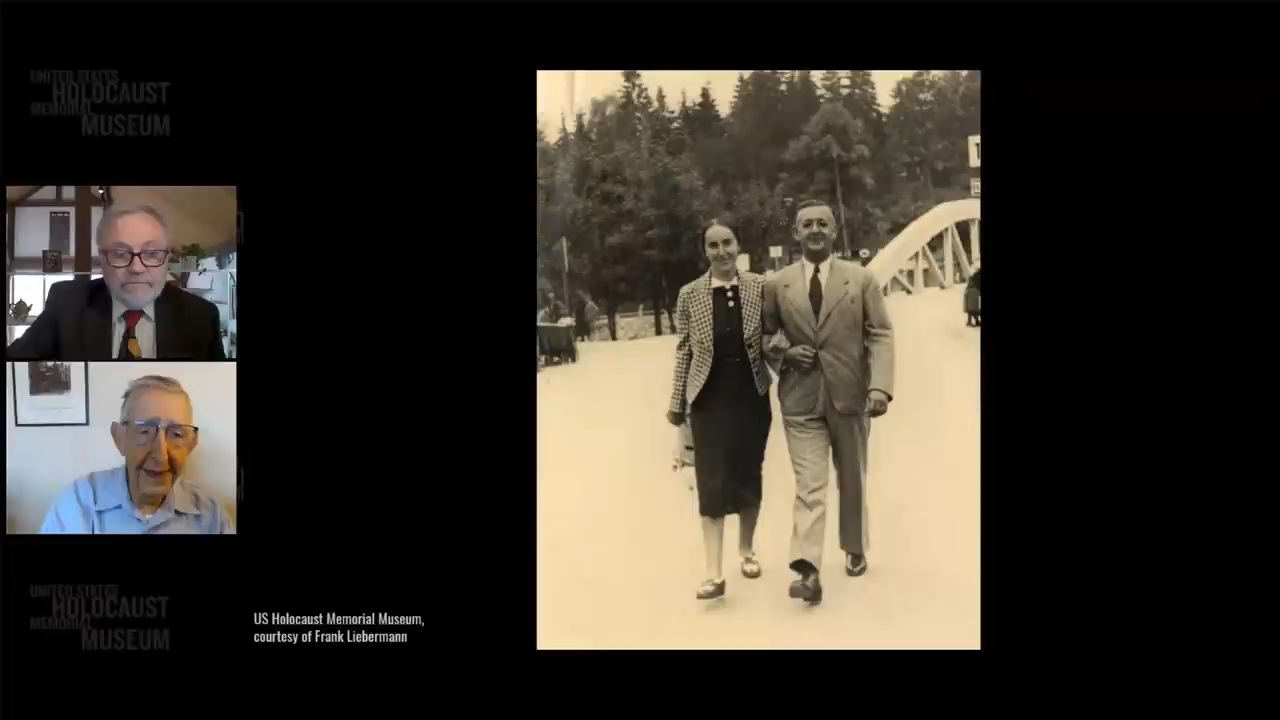 UNITED STATES
HOLOCAUST
MEMORIAL
MUSEUM
US Holocaust Memorial Museum,
courtesy of Frank Liebermann
UNITED STATES
HOLOCAUST
MEMORIAL
MUSEUM